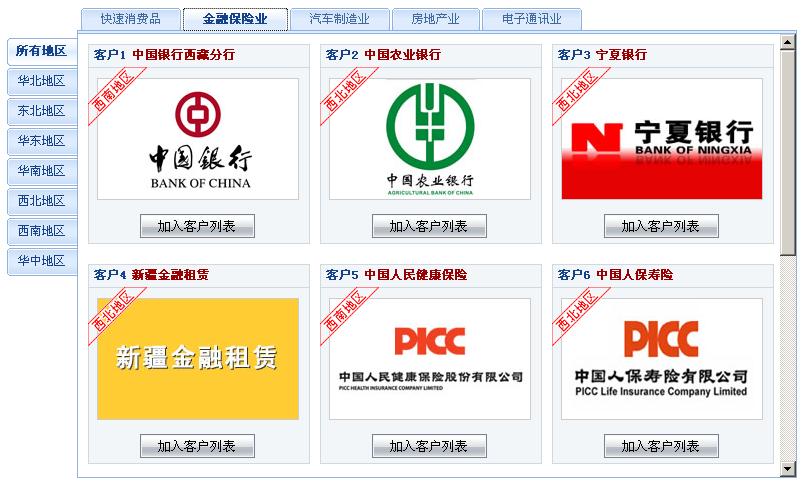 快速消费品
金融保险业
汽车制造业
房地产业
电子通讯业
所有地区
华北地区
东北地区
华东地区
华南地区
西北地区
西南地区
华中地区
客户1 中国银行西藏分行
西南地区
中国银行
BANK OF CHINA
加入客户列表
客户2 中国农业银行
西北地区
中国农业银行
AGRICULTURAL BANK OF CHINA
加入客户列表
客户3 宁夏银行
西北地区
宁夏银行
BANK OF NINGXIA
加入客户列表
客户4 新疆金融租赁
西北地区
新疆金融租赁
加入客户列表
客户5 中国人民健康保险
西南地区
PICC
中国人民健康保险股份有限公司
PICC HEALTH INSURANCE COMPANY LIMITED
加入客户列表
客户6 中国人保寿险
西北地区
PICC
中国人保寿险有限公司
PICC Life Insurance Company Limited
加入客户列表